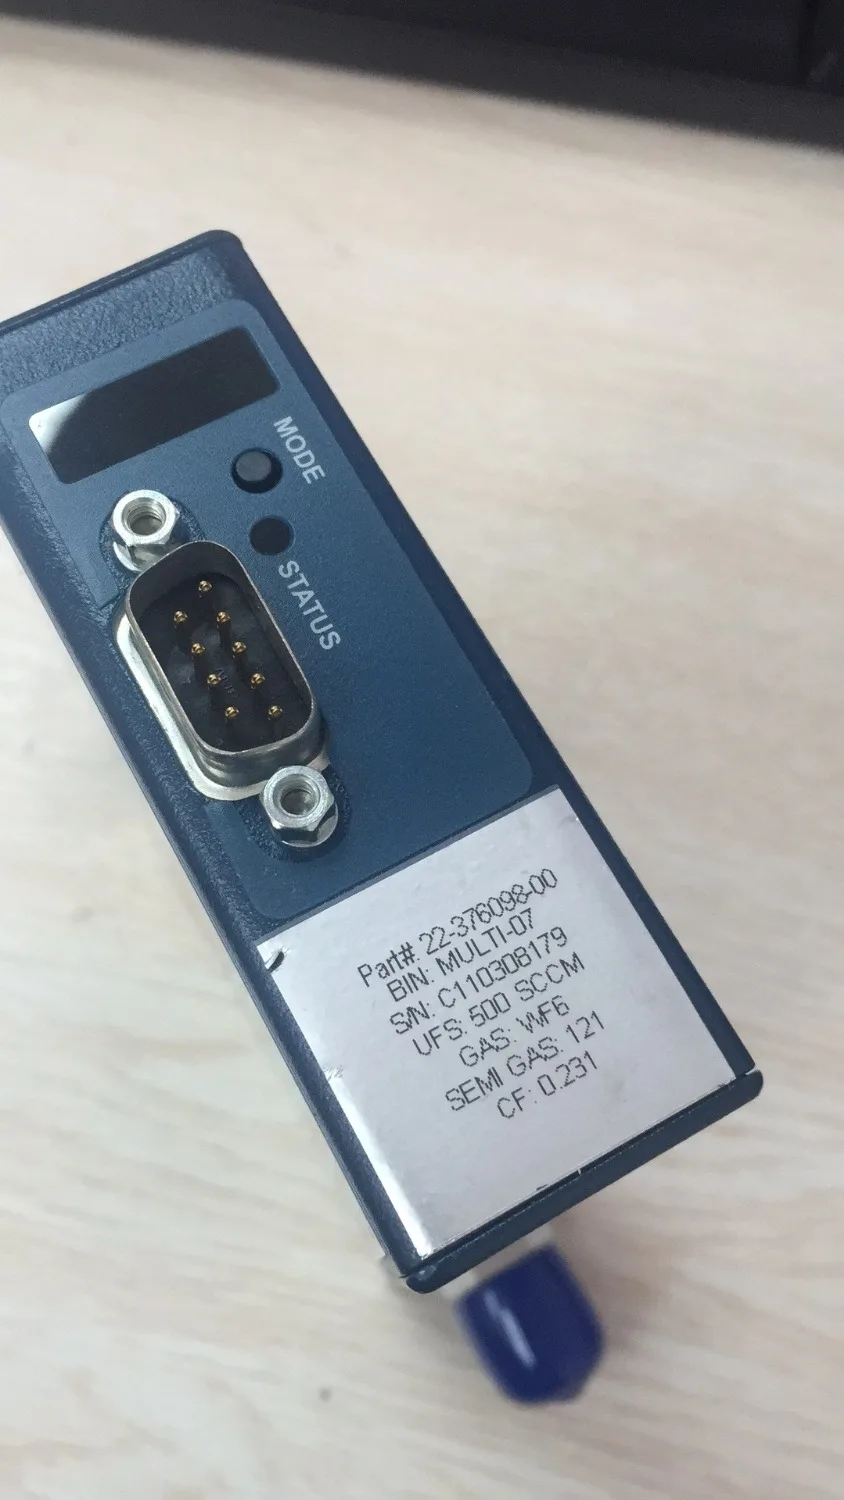 MODE
STATUS
Part#: 22-376098-00
BIN: MULTI-07
S/N: C110308179
UFS: 500 SCCM
GAS: WF6
SEMI GAS: 121
CF: 0.231